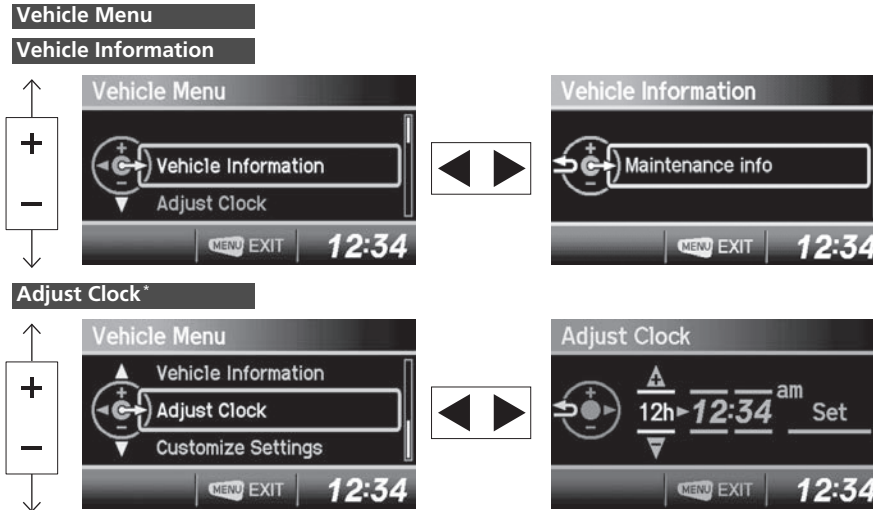 Vehicle Menu
Vehicle Information
Vehicle Menu
+
Vehicle Information
−
Adjust Clock
MENU EXIT 12:34
Vehicle Information
Maintenance info
MENU EXIT 12:34
Adjust Clock*
Vehicle Menu
Vehicle Information
+
Adjust Clock
−
Customize Settings
MENU EXIT 12:34
Adjust Clock
12h 12:34 am Set
MENU EXIT 12:34